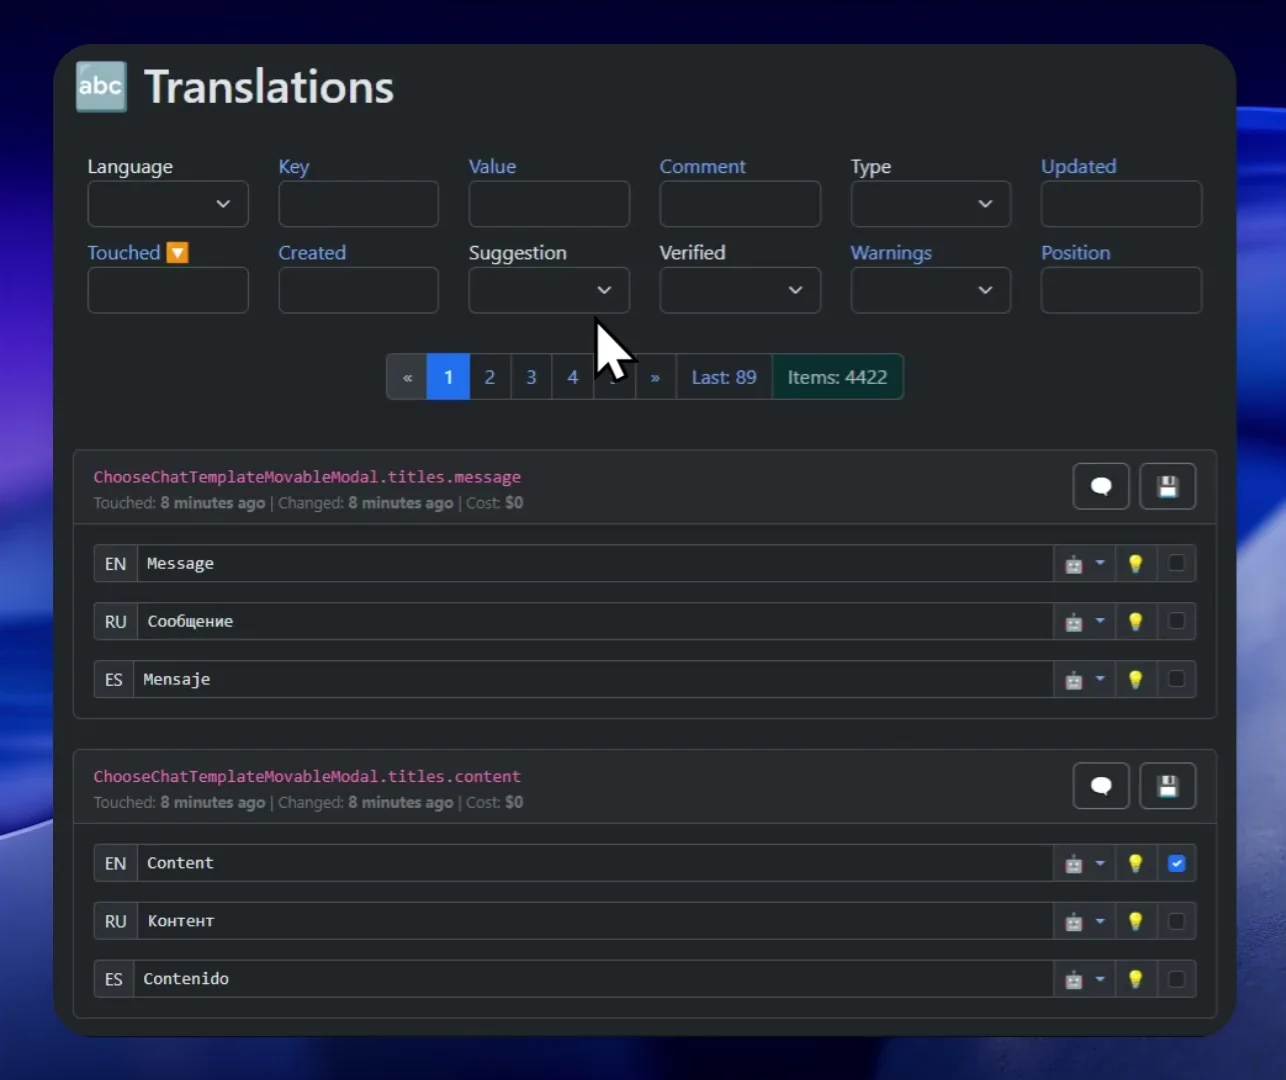 abc Translations
Language Key Value Comment Type Updated
Touched Created Suggestion Verified Warnings Position
« 1 2 3 4 » Last: 89 Items: 4422
ChooseChatTemplateMovableModal.titles.message
Touched: 8 minutes ago | Changed: 8 minutes ago | Cost: $0
EN Message
RU Сообщение
ES Mensaje
ChooseChatTemplateMovableModal.titles.content
Touched: 8 minutes ago | Changed: 8 minutes ago | Cost: $0
EN Content
RU Контент
ES Contenido